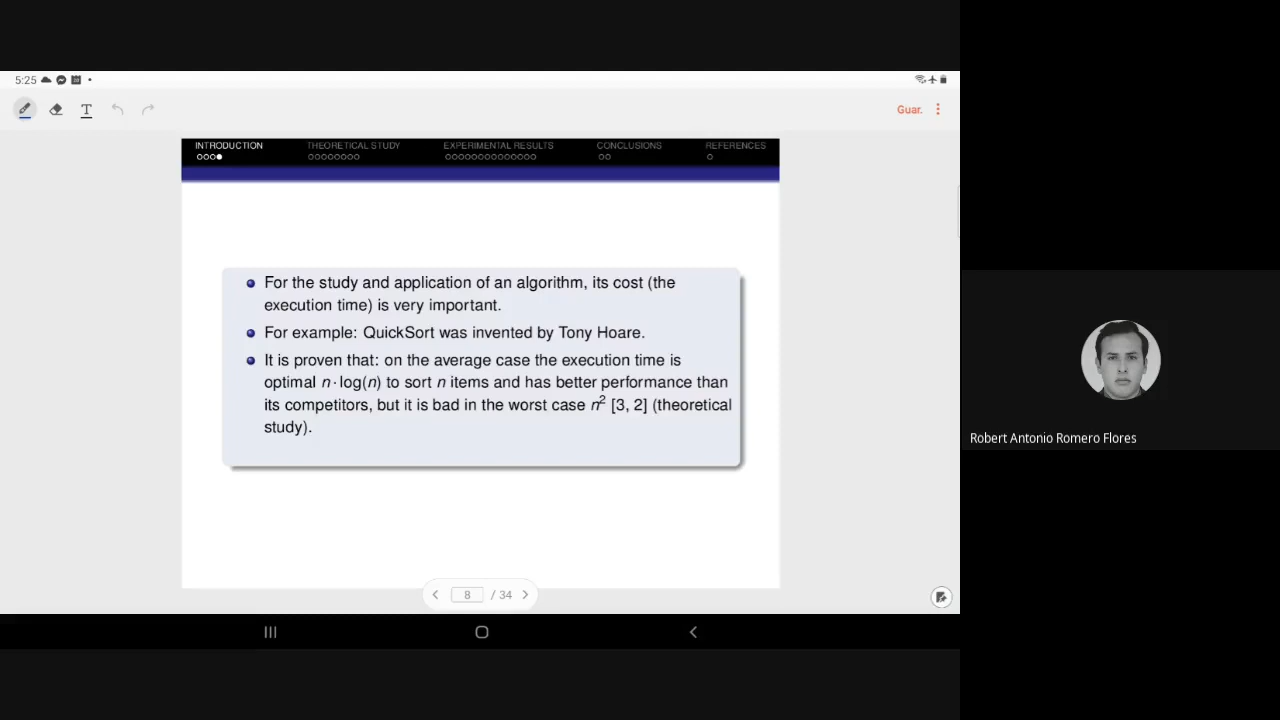 5:25
Guar.
INTRODUCTION THEORETICAL STUDY EXPERIMENTAL RESULTS CONCLUSIONS REFERENCES
For the study and application of an algorithm, its cost (the
execution time) is very important.
For example: QuickSort was invented by Tony Hoare.
It is proven that: on the average case the execution time is
optimal n · log(n) to sort n items and has better performance than
its competitors, but it is bad in the worst case n² [3, 2] (theoretical
study).
8 / 34
Robert Antonio Romero Flores